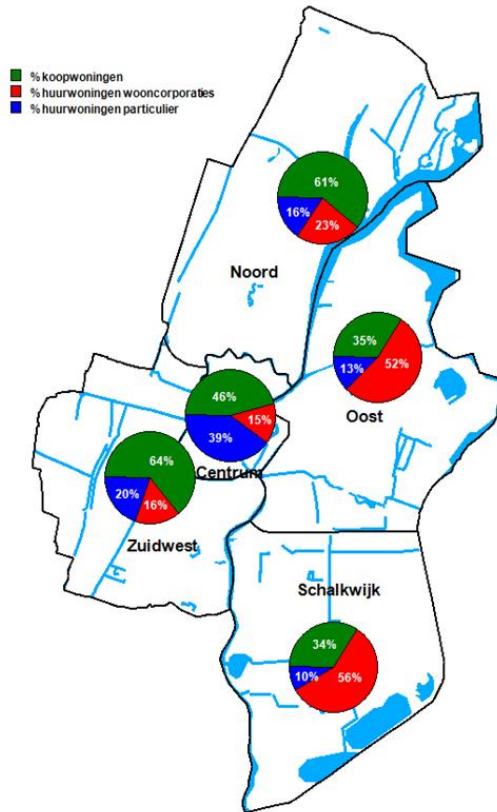 % koopwoningen
% huurwoningen wooncorporaties
% huurwoningen particulier
61%
16%
23%
Noord
35%
52%
13%
Oost
46%
15%
39%
Centrum
64%
20%
16%
Zuidwest
Schalkwijk
34%
10%
56%